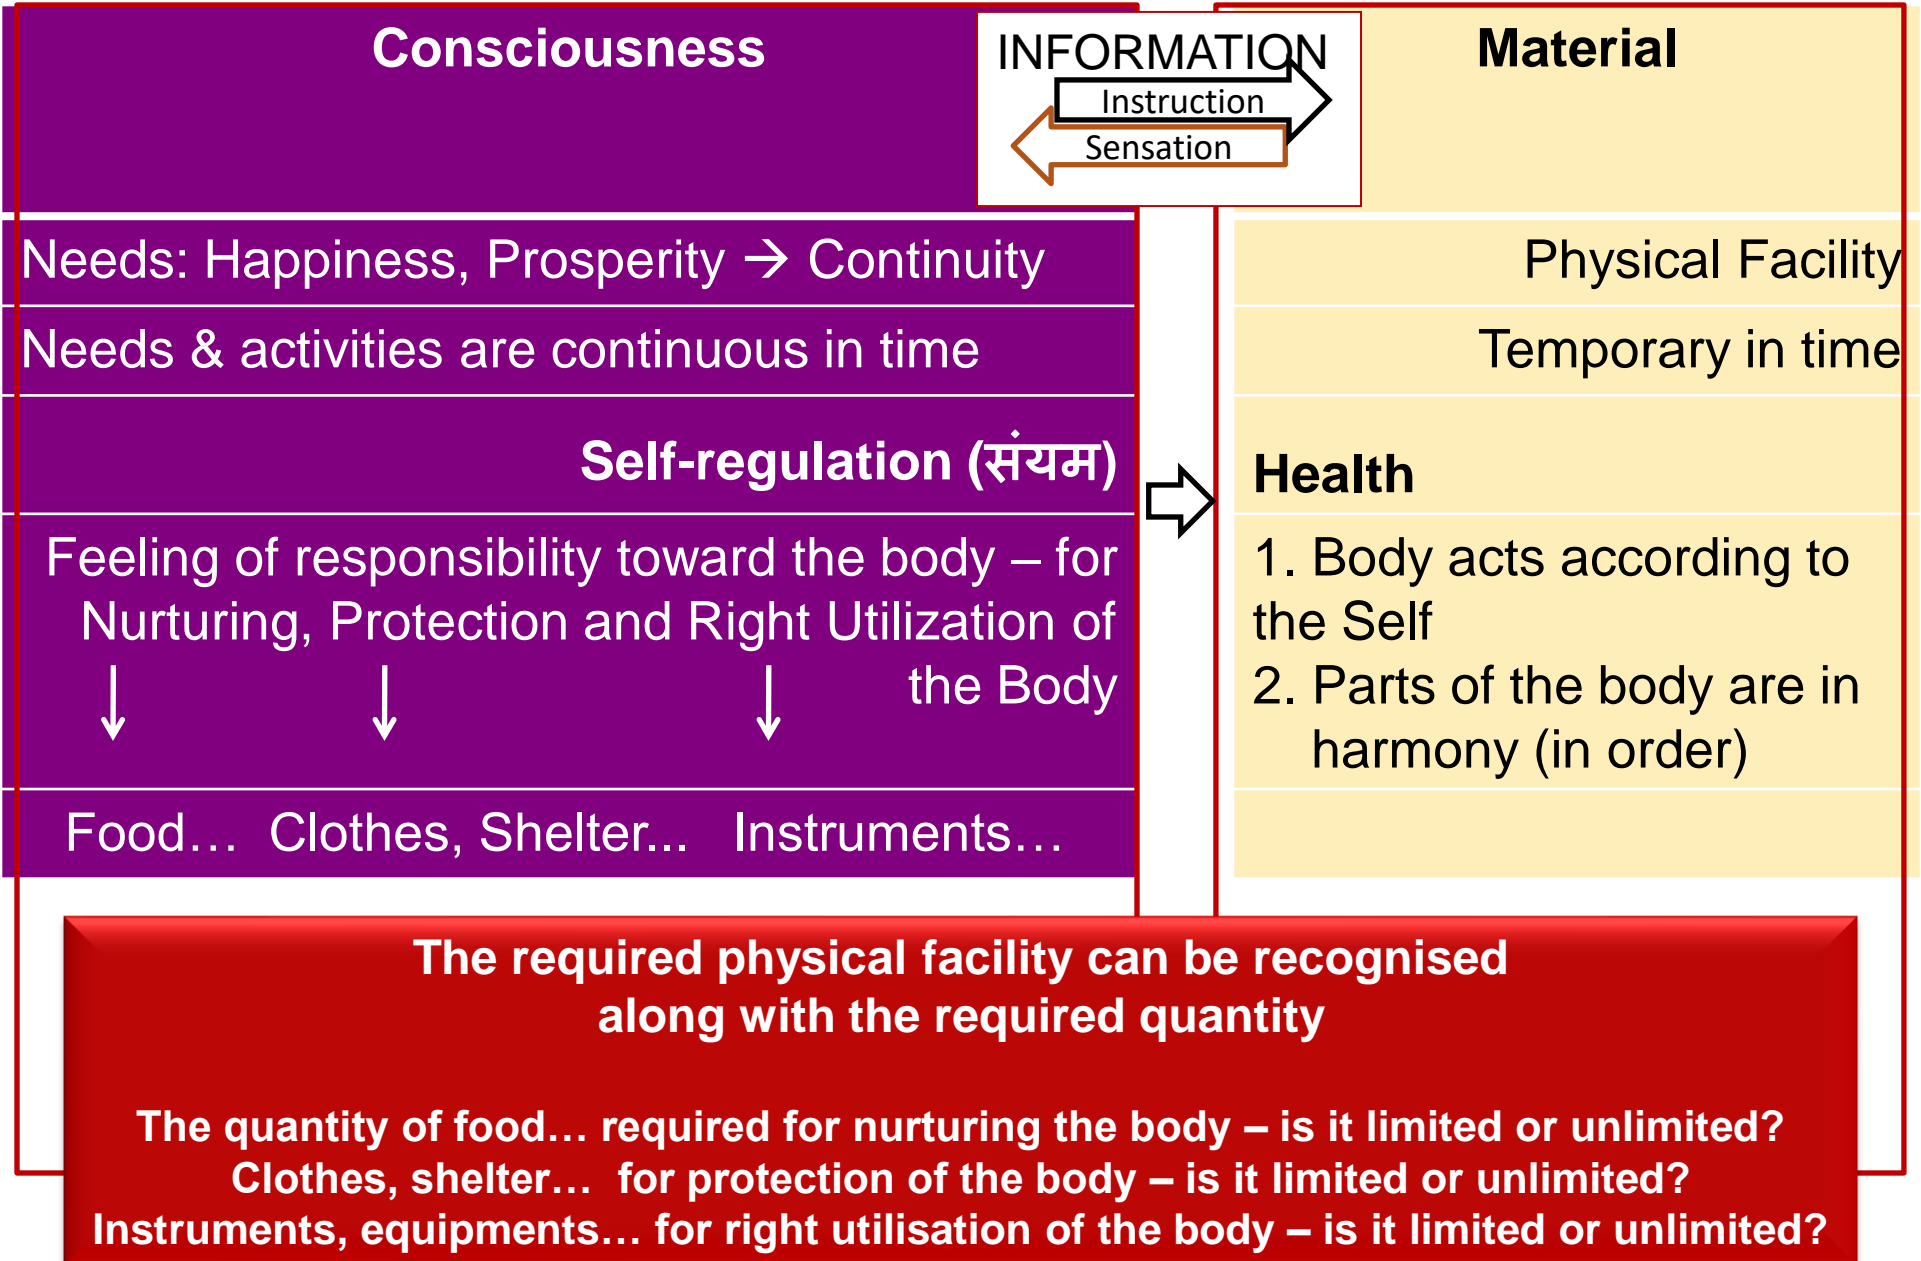 Consciousness
INFORMATION
Instruction
Sensation
Material
Needs: Happiness, Prosperity → Continuity
Physical Facility
Needs & activities are continuous in time
Temporary in time
Self-regulation (संयम)
Health
Feeling of responsibility toward the body – for
Nurturing, Protection and Right Utilization of
the Body
1. Body acts according to
the Self
2. Parts of the body are in
harmony (in order)
Food… Clothes, Shelter... Instruments…
The required physical facility can be recognised
along with the required quantity
The quantity of food… required for nurturing the body – is it limited or unlimited?
Clothes, shelter… for protection of the body – is it limited or unlimited?
Instruments, equipments… for right utilisation of the body – is it limited or unlimited?